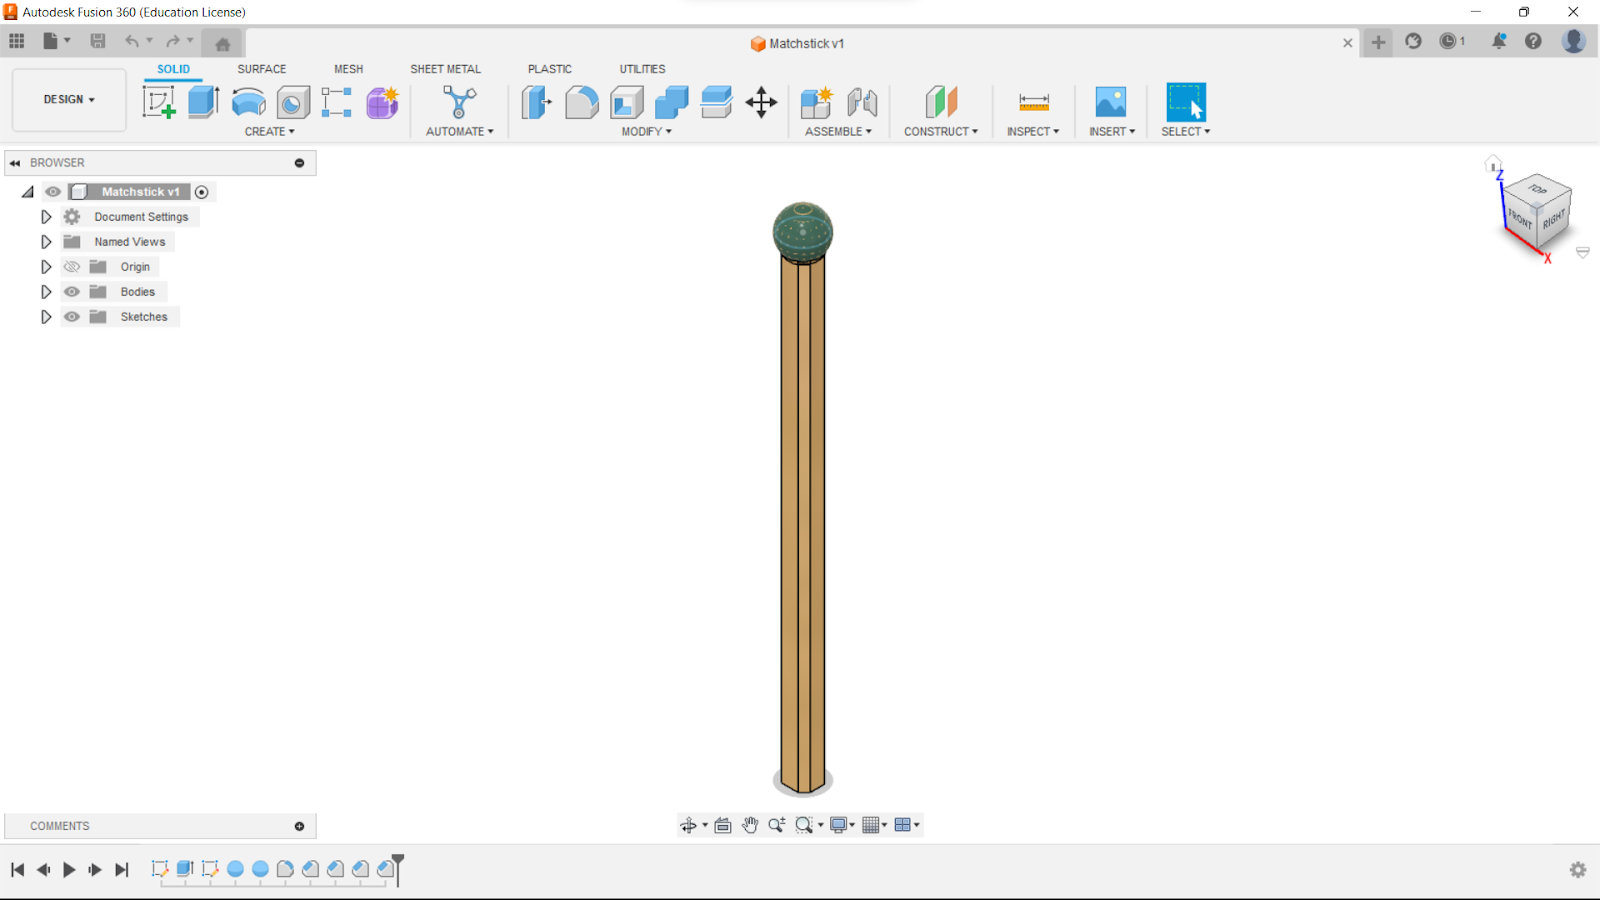 Autodesk Fusion 360 (Education License)
Matchstick v1
1
SOLID SURFACE MESH SHEET METAL PLASTIC UTILITIES
DESIGN
CREATE AUTOMATE MODIFY ASSEMBLE CONSTRUCT INSPECT INSERT SELECT
BROWSER
Matchstick v1
Document Settings
Named Views
Origin
Bodies
Sketches
Z
TOP
FRONT RIGHT
X
COMMENTS